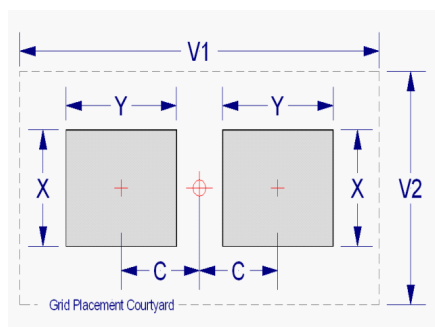 V1
Y Y
X X V2
C C
Grid Placement Courtyard